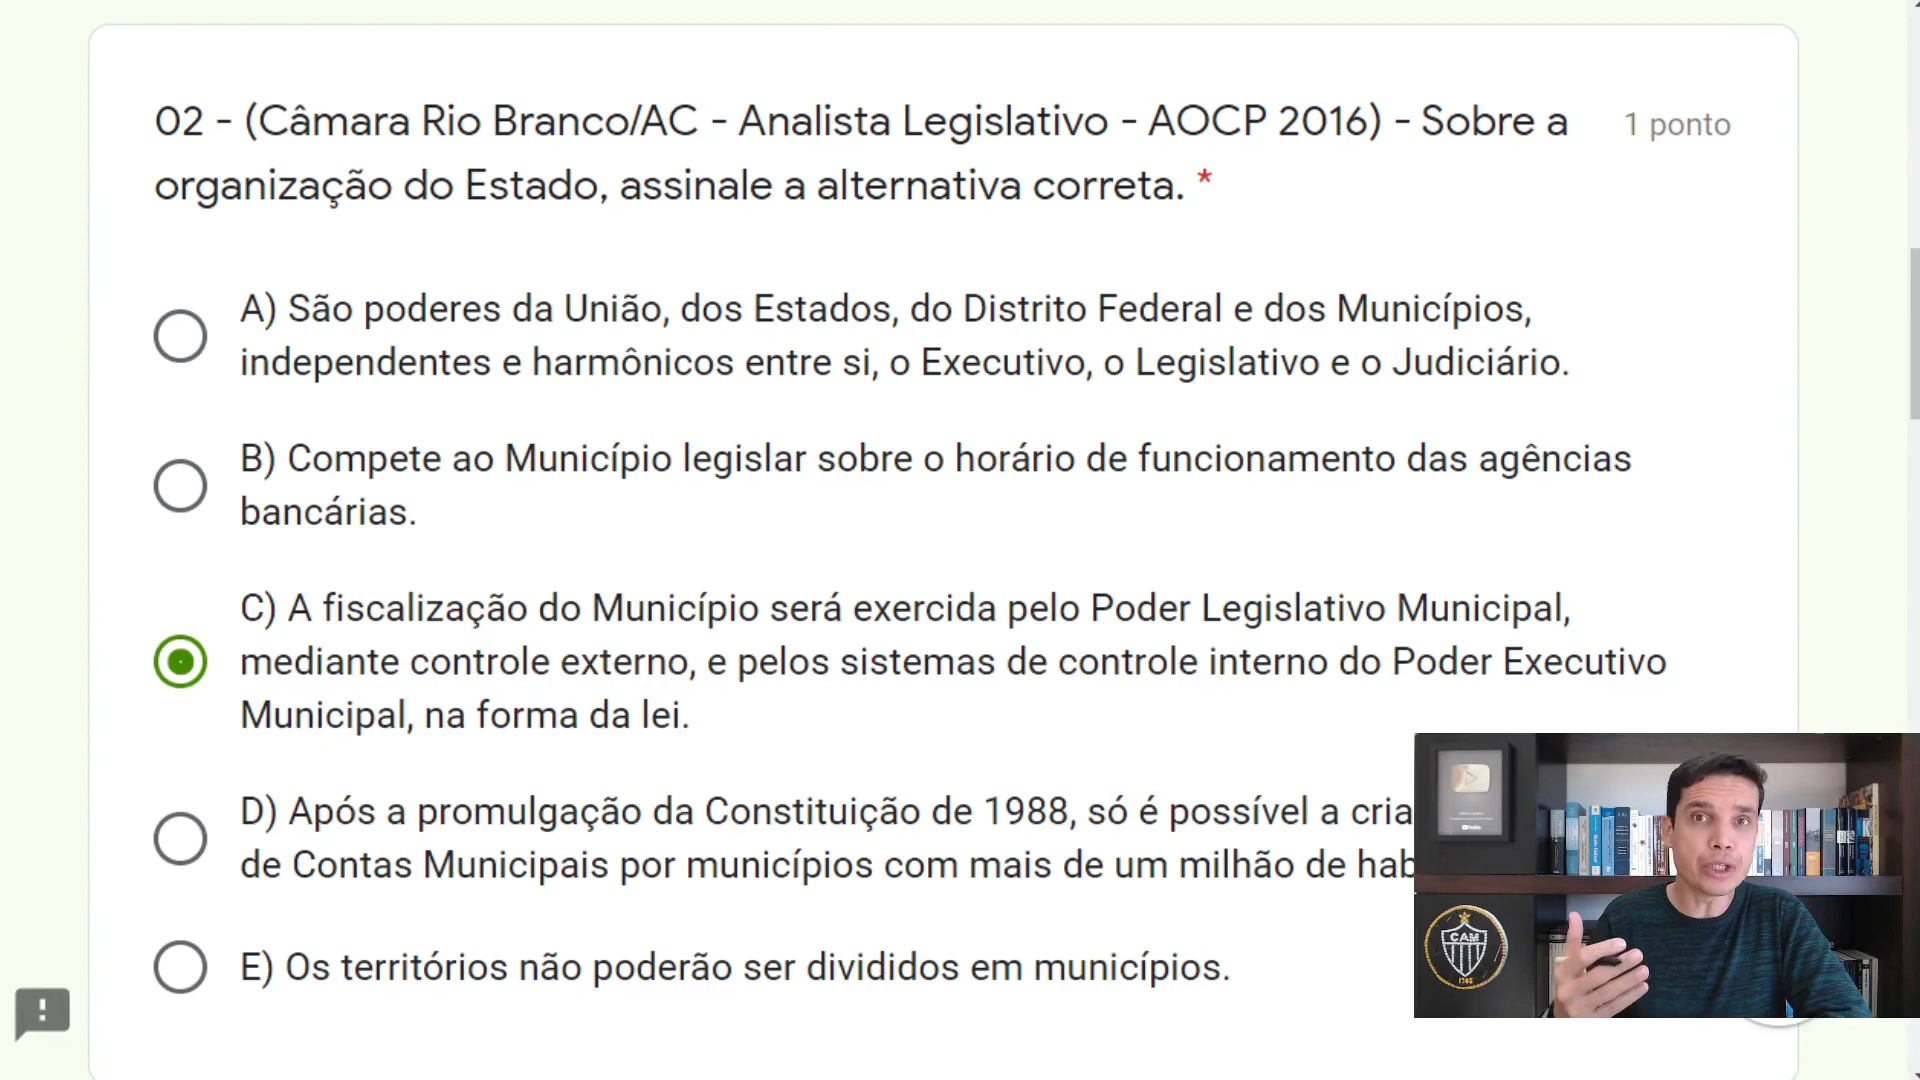 02 - (Câmara Rio Branco/AC - Analista Legislativo - AOCP 2016) - Sobre a
1 ponto
organização do Estado, assinale a alternativa correta. *
A) São poderes da União, dos Estados, do Distrito Federal e dos Municípios,
independentes e harmônicos entre si, o Executivo, o Legislativo e o Judiciário.
B) Compete ao Município legislar sobre o horário de funcionamento das agências
bancárias.
C) A fiscalização do Município será exercida pelo Poder Legislativo Municipal,
mediante controle externo, e pelos sistemas de controle interno do Poder Executivo
Municipal, na forma da lei.
D) Após a promulgação da Constituição de 1988, só é possível a cria
de Contas Municipais por municípios com mais de um milhão de hab
E) Os territórios não poderão ser divididos em municípios.
CAM